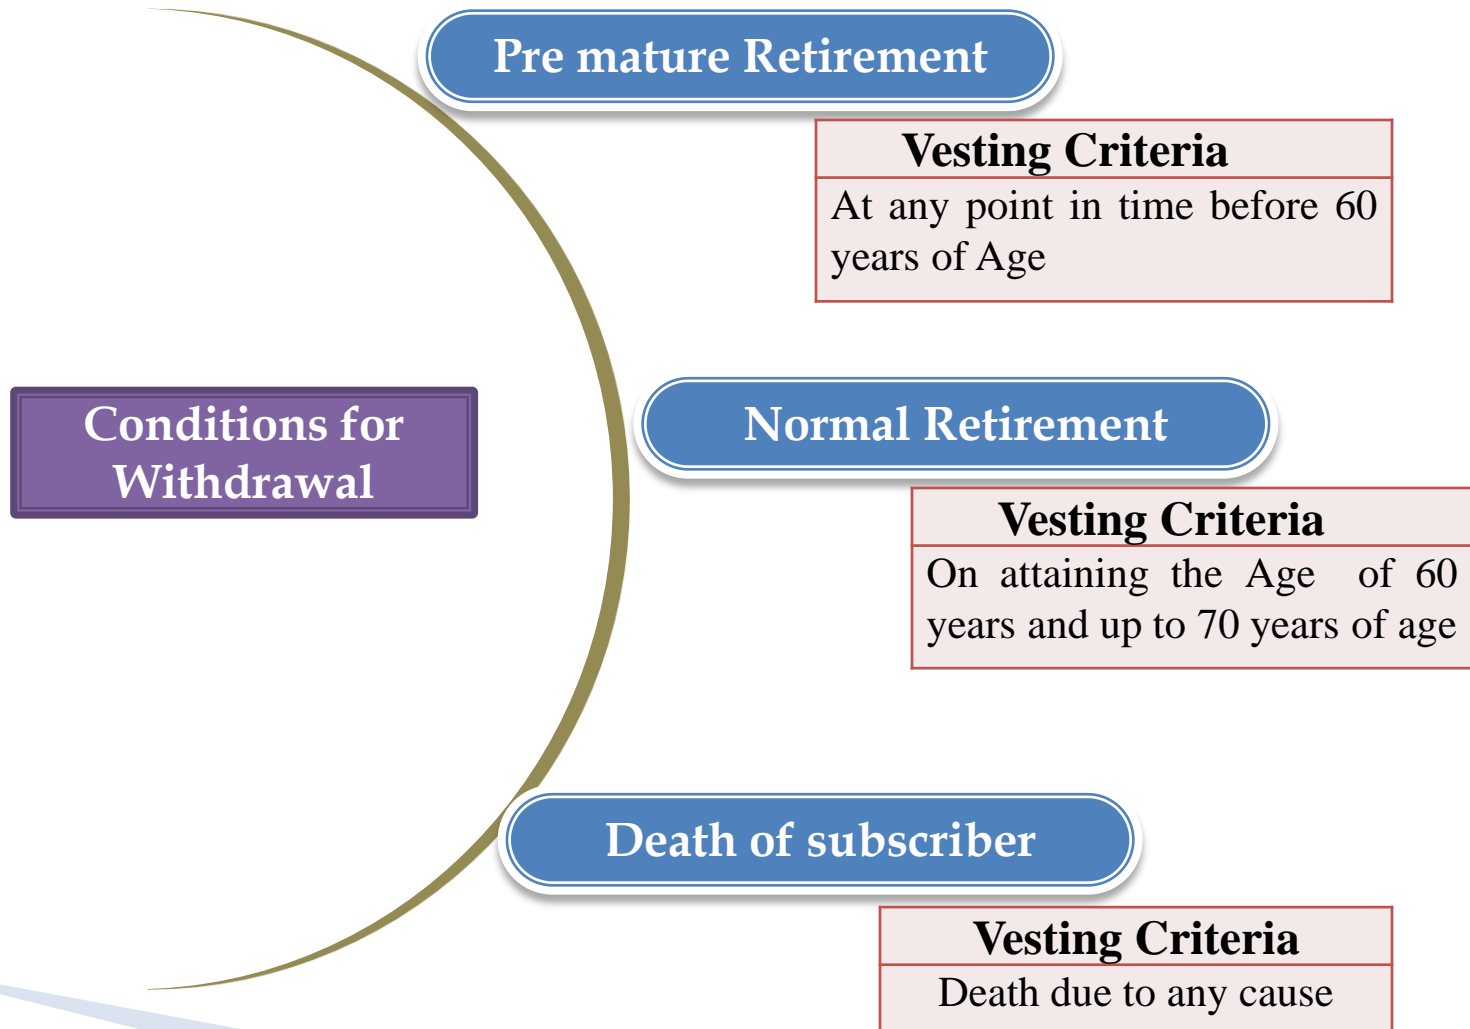 Pre mature Retirement
Vesting Criteria
At any point in time before 60
years of Age
Conditions for
Withdrawal
Normal Retirement
Vesting Criteria
On attaining the Age of 60
years and up to 70 years of age
Death of subscriber
Vesting Criteria
Death due to any cause